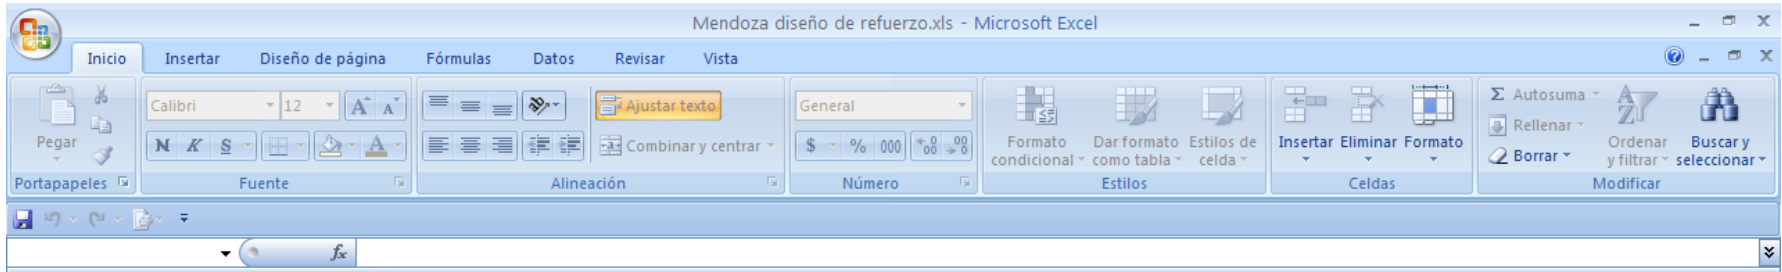 Mendoza diseño de refuerzo.xls - Microsoft Excel
Inicio Insertar Diseño de página Fórmulas Datos Revisar Vista
Calibri 12 A A Ajustar texto General Σ Autosuma
Pegar N K S A Combinar y centrar $ % 000 Formato condicional Dar formato como tabla Estilos de celda Insertar Eliminar Formato Rellenar Borrar Ordenar y filtrar Buscar y seleccionar
Portapapeles Fuente Alineación Número Estilos Celdas Modificar
fx